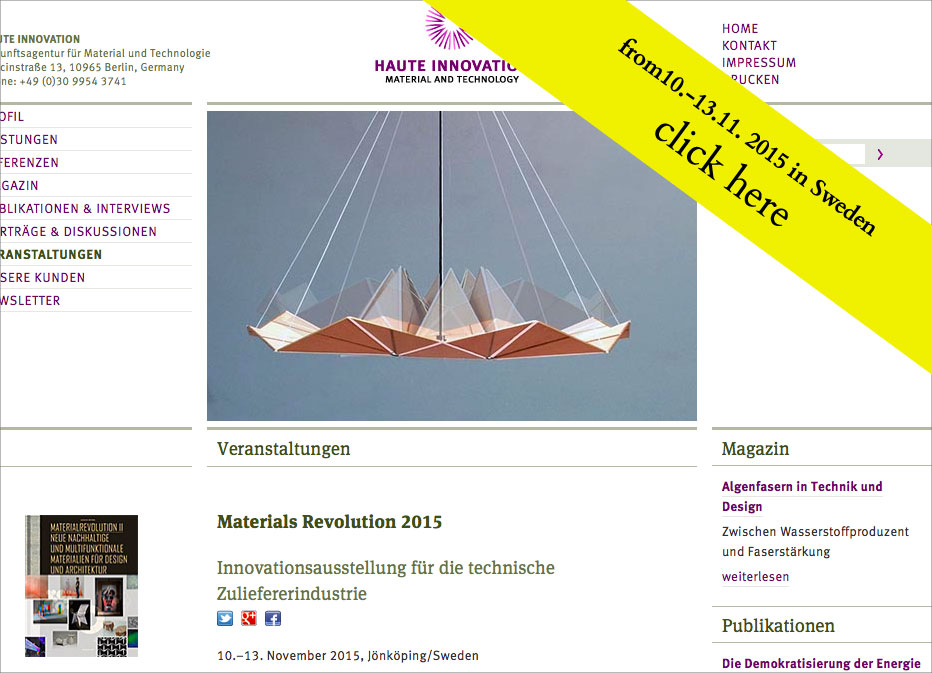 UTE INNOVATION
unftsagentur für Material und Technologie
cinstraße 13, 10965 Berlin, Germany
ne: +49 (0)30 9954 3741
HAUTE INNOVATIO
MATERIAL AND TECHNOLOGY
HOME
KONTAKT
IMPRESSUM
RUCKEN
from10.–13.11. 2015 in Sweden
click here
OFIL
ISTUNGEN
FERENZEN
GAZIN
BLIKATIONEN & INTERVIEWS
RTRÄGE & DISKUSSIONEN
RANSTALTUNGEN
SERE KUNDEN
WSLETTER
Veranstaltungen
Materials Revolution 2015
Innovationsausstellung für die technische
Zuliefererindustrie
10.–13. November 2015, Jönköping/Sweden
MATERIALREVOLUTION II
NEUE NACHHALTIGE
UND MULTIFUNKTIONALE
MATERIALIEN FÜR DESIGN
UND ARCHITEKTUR
Magazin
Algenfasern in Technik und
Design
Zwischen Wasserstoffproduzent
und Faserstärkung
weiterlesen
Publikationen
Die Demokratisierung der Energie